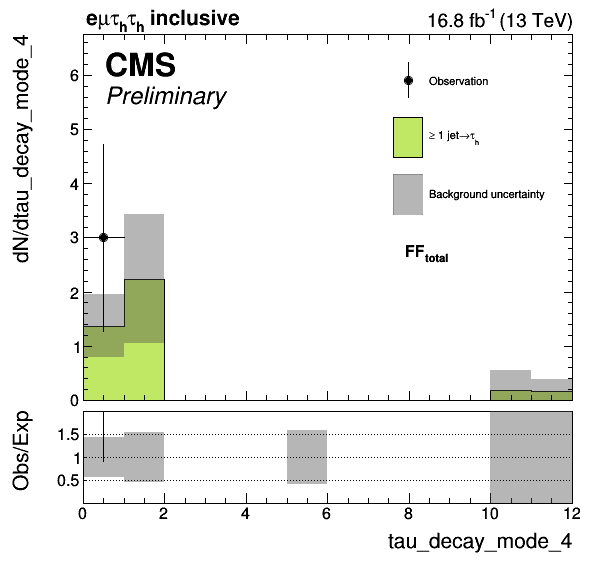 eμτₕτₕ inclusive
16.8 fb⁻¹ (13 TeV)
CMS
Preliminary
Observation
≥ 1 jet→τₕ
Background uncertainty
FF_total
dN/dtau_decay_mode_4
6
5
4
3
2
1
0
Obs/Exp
1.5
1
0.5
0 2 4 6 8 10 12
tau_decay_mode_4